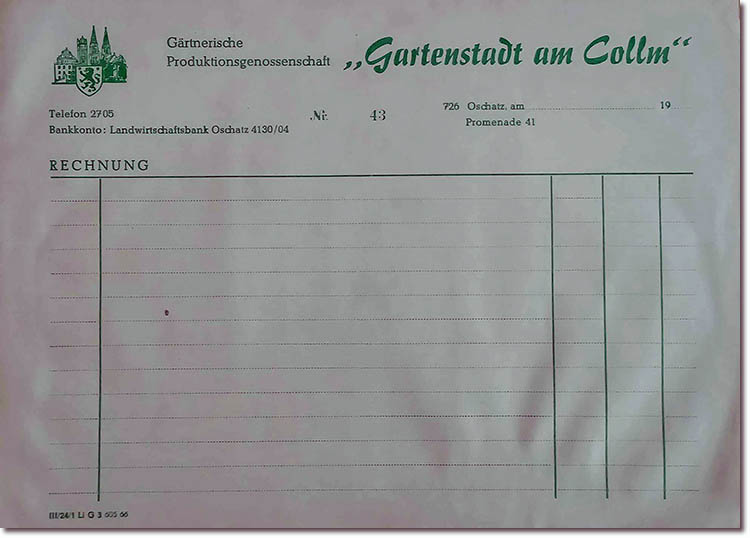 Gärtnerische
Produktionsgenossenschaft „Gartenstadt am Collm“
Telefon 2705
Bankkonto: Landwirtschaftsbank Oschatz 4130/04
Nr. 43
726 Oschatz, am 19
Promenade 41
RECHNUNG
III/24/1 Li G 3 605 66